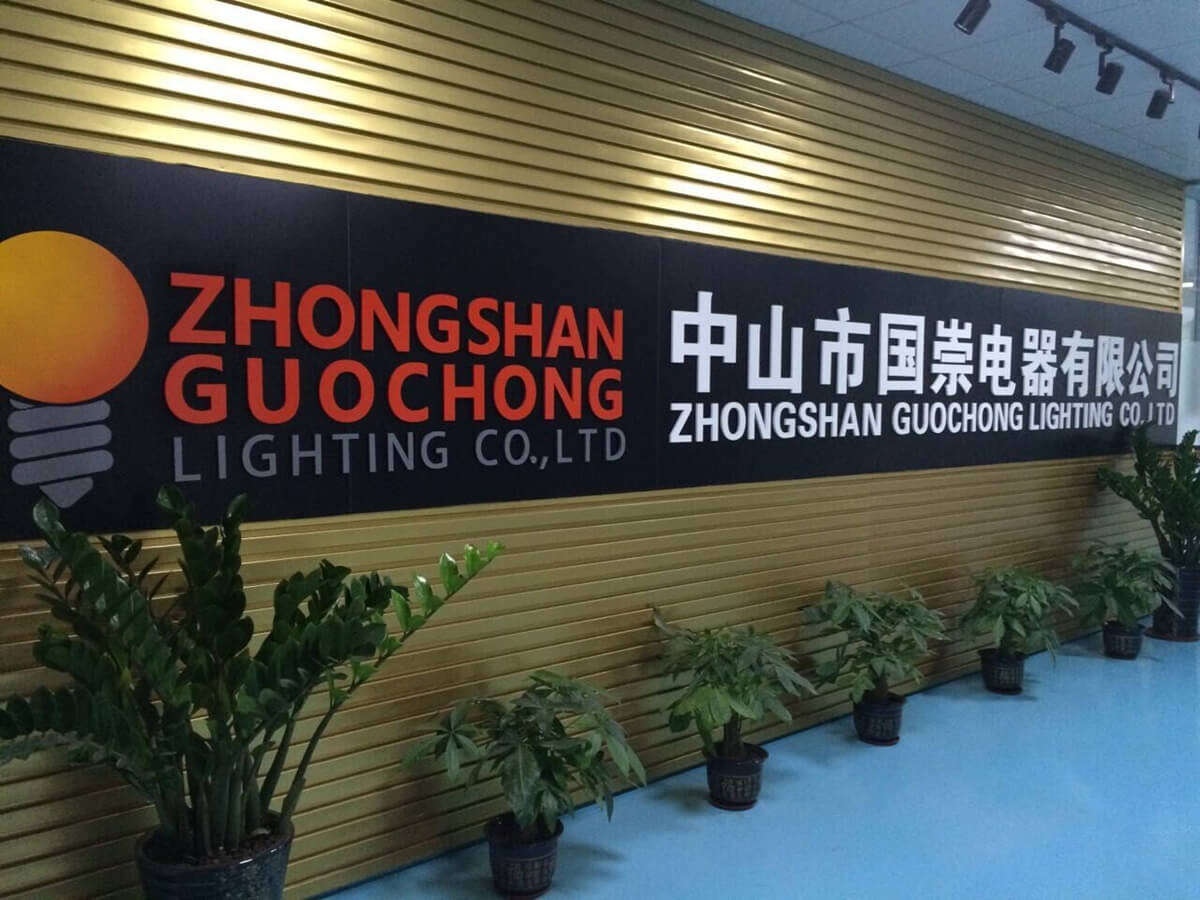 ZHONGSHAN
GUOCHONG
LIGHTING CO.,LTD
中山市国崇电器有限公司
ZHONGSHAN GUOCHONG LIGHTING CO.,LTD